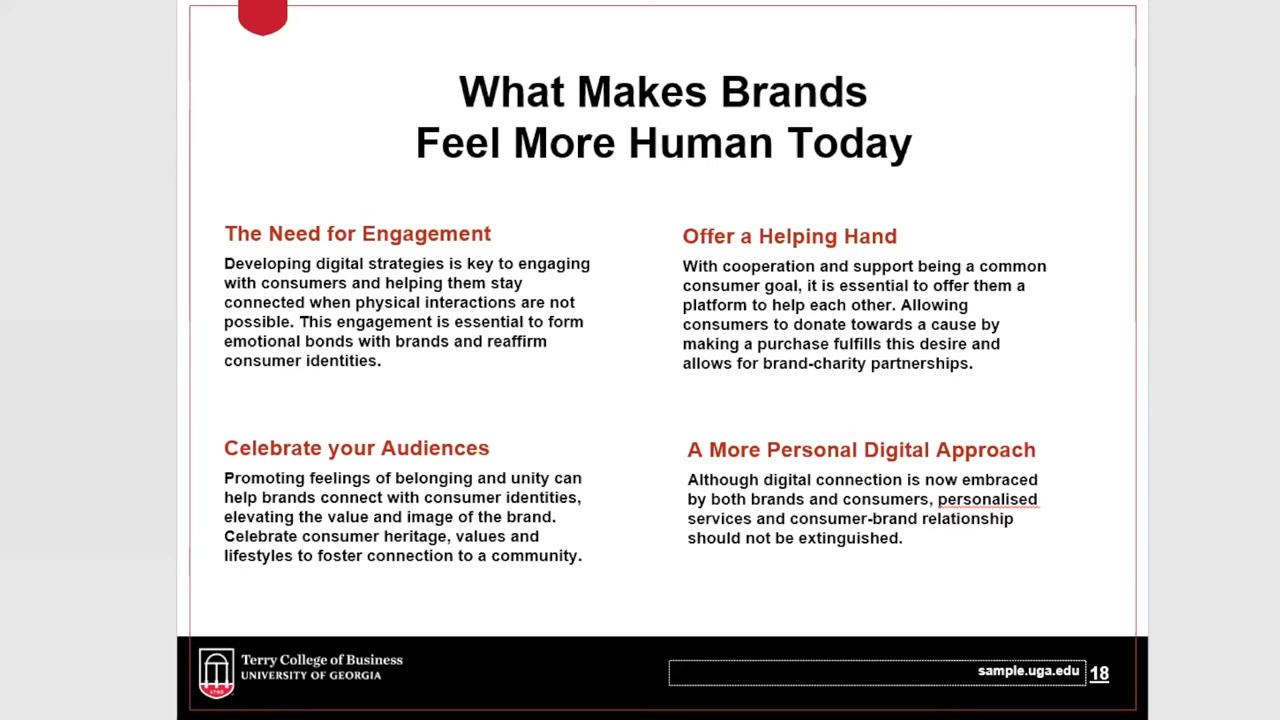 What Makes Brands
Feel More Human Today
The Need for Engagement
Developing digital strategies is key to engaging
with consumers and helping them stay
connected when physical interactions are not
possible. This engagement is essential to form
emotional bonds with brands and reaffirm
consumer identities.
Offer a Helping Hand
With cooperation and support being a common
consumer goal, it is essential to offer them a
platform to help each other. Allowing
consumers to donate towards a cause by
making a purchase fulfills this desire and
allows for brand-charity partnerships.
Celebrate your Audiences
Promoting feelings of belonging and unity can
help brands connect with consumer identities,
elevating the value and image of the brand.
Celebrate consumer heritage, values and
lifestyles to foster connection to a community.
A More Personal Digital Approach
Although digital connection is now embraced
by both brands and consumers, personalised
services and consumer-brand relationship
should not be extinguished.
Terry College of Business
UNIVERSITY OF GEORGIA
1785
sample.uga.edu
18